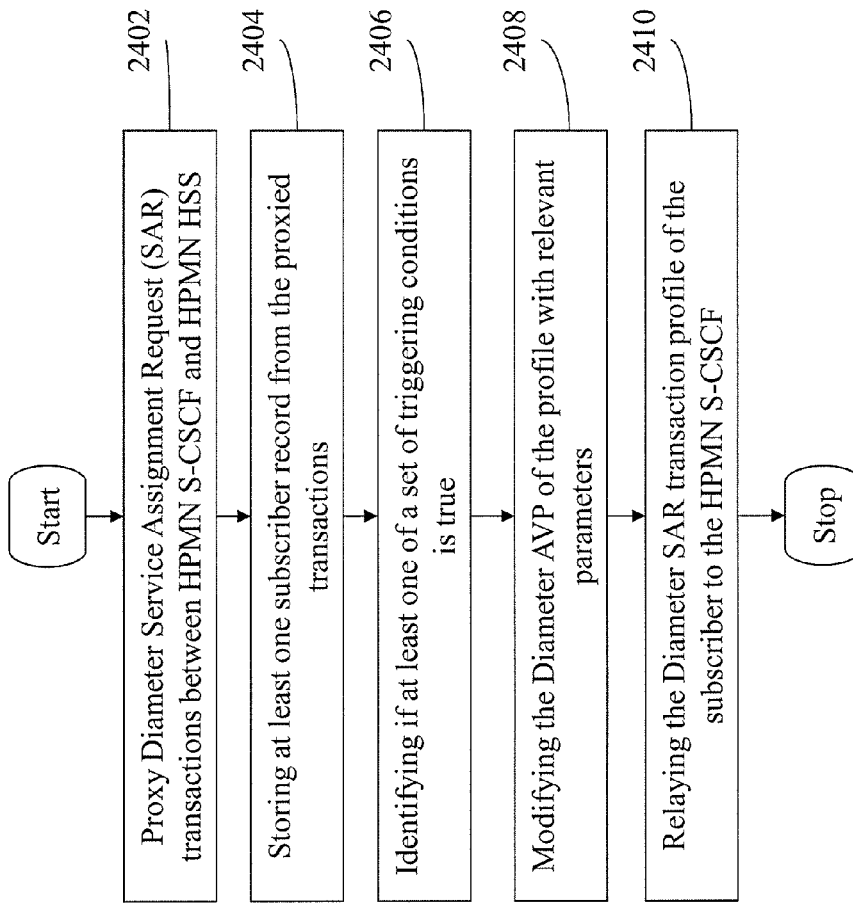 Start
Proxy Diameter Service Assignment Request (SAR)
transactions between HPMN S-CSCF and HPMN HSS
2402
Storing at least one subscriber record from the proxied
transactions
2404
Identifying if at least one of a set of triggering conditions
is true
2406
Modifying the Diameter AVP of the profile with relevant
parameters
2408
Relaying the Diameter SAR transaction profile of the
subscriber to the HPMN S-CSCF
2410
Stop